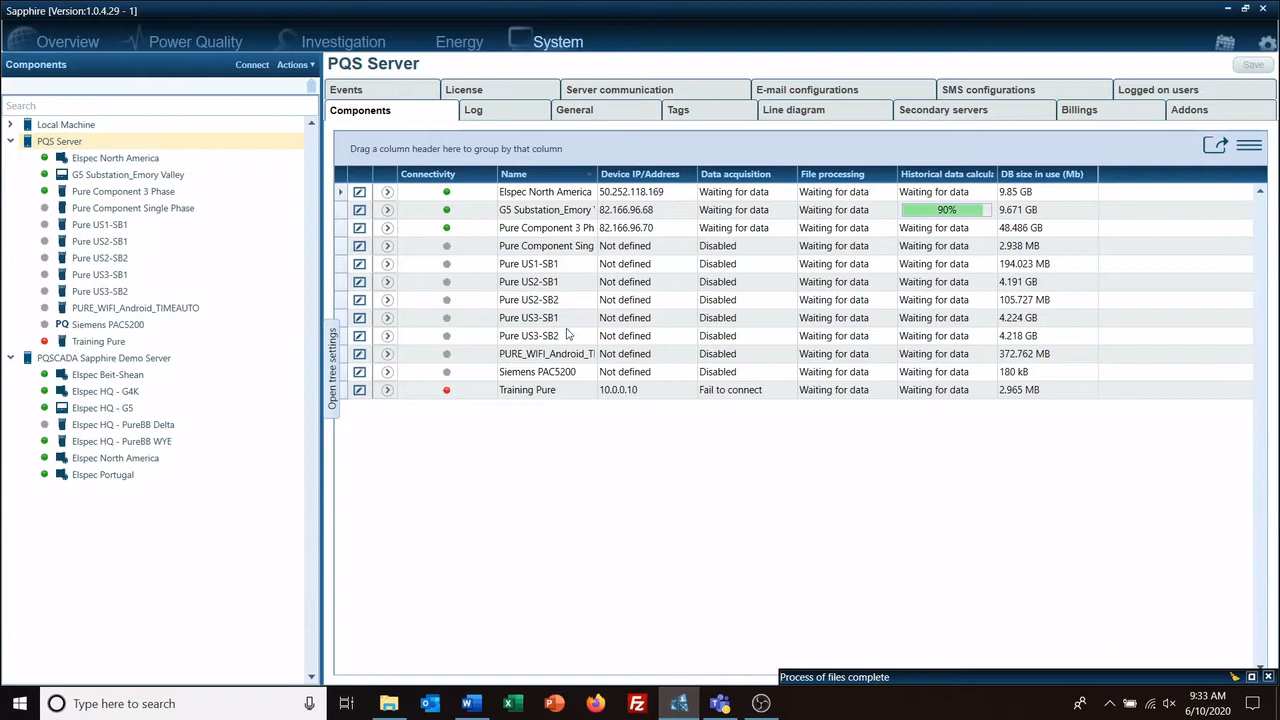 Sapphire [Version:1.0.4.29 - 1]
Overview
Power Quality
Investigation
Energy
System
Components
Connect
Actions
Search
Local Machine
PQS Server
Elspec North America
G5 Substation_Emory Valley
Pure Component 3 Phase
Pure Component Single Phase
Pure US1-SB1
Pure US2-SB1
Pure US2-SB2
Pure US3-SB1
Pure US3-SB2
PURE_WIFI_Android_TIMEAUTO
PQ Siemens PAC5200
Training Pure
PQSCADA Sapphire Demo Server
Elspec Beit-Shean
Elspec HQ - G4K
Elspec HQ - G5
Elspec HQ - PureBB Delta
Elspec HQ - PureBB WYE
Elspec North America
Elspec Portugal
PQS Server
Save
Events License Server communication E-mail configurations SMS configurations Logged on users
Components Log General Tags Line diagram Secondary servers Billings Addons
Drag a column header here to group by that column
Connectivity Name Device IP/Address Data acquisition File processing Historical data calcula DB size in use (Mb)
Elspec North America 50.252.118.169 Waiting for data Waiting for data Waiting for data 9.85 GB
G5 Substation_Emory 82.166.96.68 Waiting for data Waiting for data 90% 9.671 GB
Pure Component 3 Ph 82.166.96.70 Waiting for data Waiting for data Waiting for data 48.486 GB
Pure Component Sing Not defined Disabled Waiting for data Waiting for data 2.938 MB
Pure US1-SB1 Not defined Disabled Waiting for data Waiting for data 194.023 MB
Pure US2-SB1 Not defined Disabled Waiting for data Waiting for data 4.191 GB
Pure US2-SB2 Not defined Disabled Waiting for data Waiting for data 105.727 MB
Pure US3-SB1 Not defined Disabled Waiting for data Waiting for data 4.224 GB
Pure US3-SB2 Not defined Disabled Waiting for data Waiting for data 4.218 GB
PURE_WIFI_Android_TI Not defined Disabled Waiting for data Waiting for data 372.762 MB
Siemens PAC5200 Not defined Disabled Waiting for data Waiting for data 180 kB
Training Pure 10.0.0.10 Fail to connect Waiting for data Waiting for data 2.965 MB
Open tree settings
Process of files complete
Type here to search
9:33 AM
6/10/2020